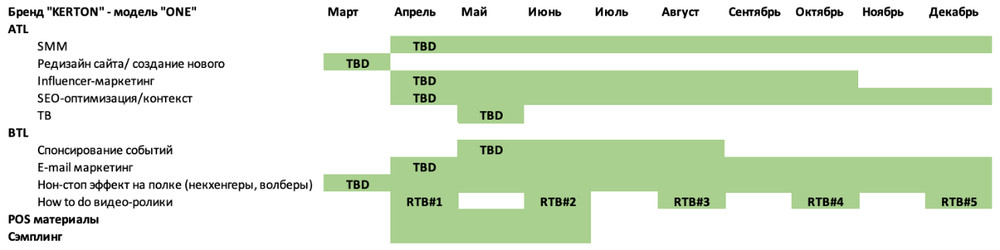 Бренд "KERTON" - модель "ONE" Март Апрель Май Июнь Июль Август Сентябрь Октябрь Ноябрь Декабрь
ATL
SMM TBD
Редизайн сайта/ создание нового TBD
Influencer-маркетинг TBD
SEO-оптимизация/контекст TBD
ТВ TBD
BTL
Спонсирование событий TBD
E-mail маркетинг TBD
Нон-стоп эффект на полке (некхенгеры, волберы) TBD
How to do видео-ролики RTB#1 RTB#2 RTB#3 RTB#4 RTB#5
POS материалы
Сэмплинг